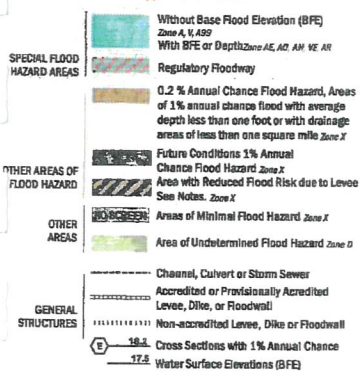 Without Base Flood Elevation (BFE)
Zone A, V, A99
With BFE or Depth Zone AE, AO, AH, VE, AR
SPECIAL FLOOD
HAZARD AREAS
Regulatory Floodway
0.2 % Annual Chance Flood Hazard, Areas
of 1% annual chance flood with average
depth less than one foot or with drainage
areas of less than one square mile Zone X
Future Conditions 1% Annual
Chance Flood Hazard Zone X
OTHER AREAS OF
FLOOD HAZARD
Area with Reduced Flood Risk due to Levee
See Notes. Zone X
NO SCREEN Areas of Minimal Flood Hazard Zone X
OTHER
AREAS
Area of Undetermined Flood Hazard Zone D
Channel, Culvert or Storm Sewer
Accredited or Provisionally Acredited
Levee, Dike, or Floodwall
GENERAL
STRUCTURES
Non-accredited Levee, Dike or Floodwall
E 18.2 Cross Sections with 1% Annual Chance
17.5 Water Surface Elevations (BFE)